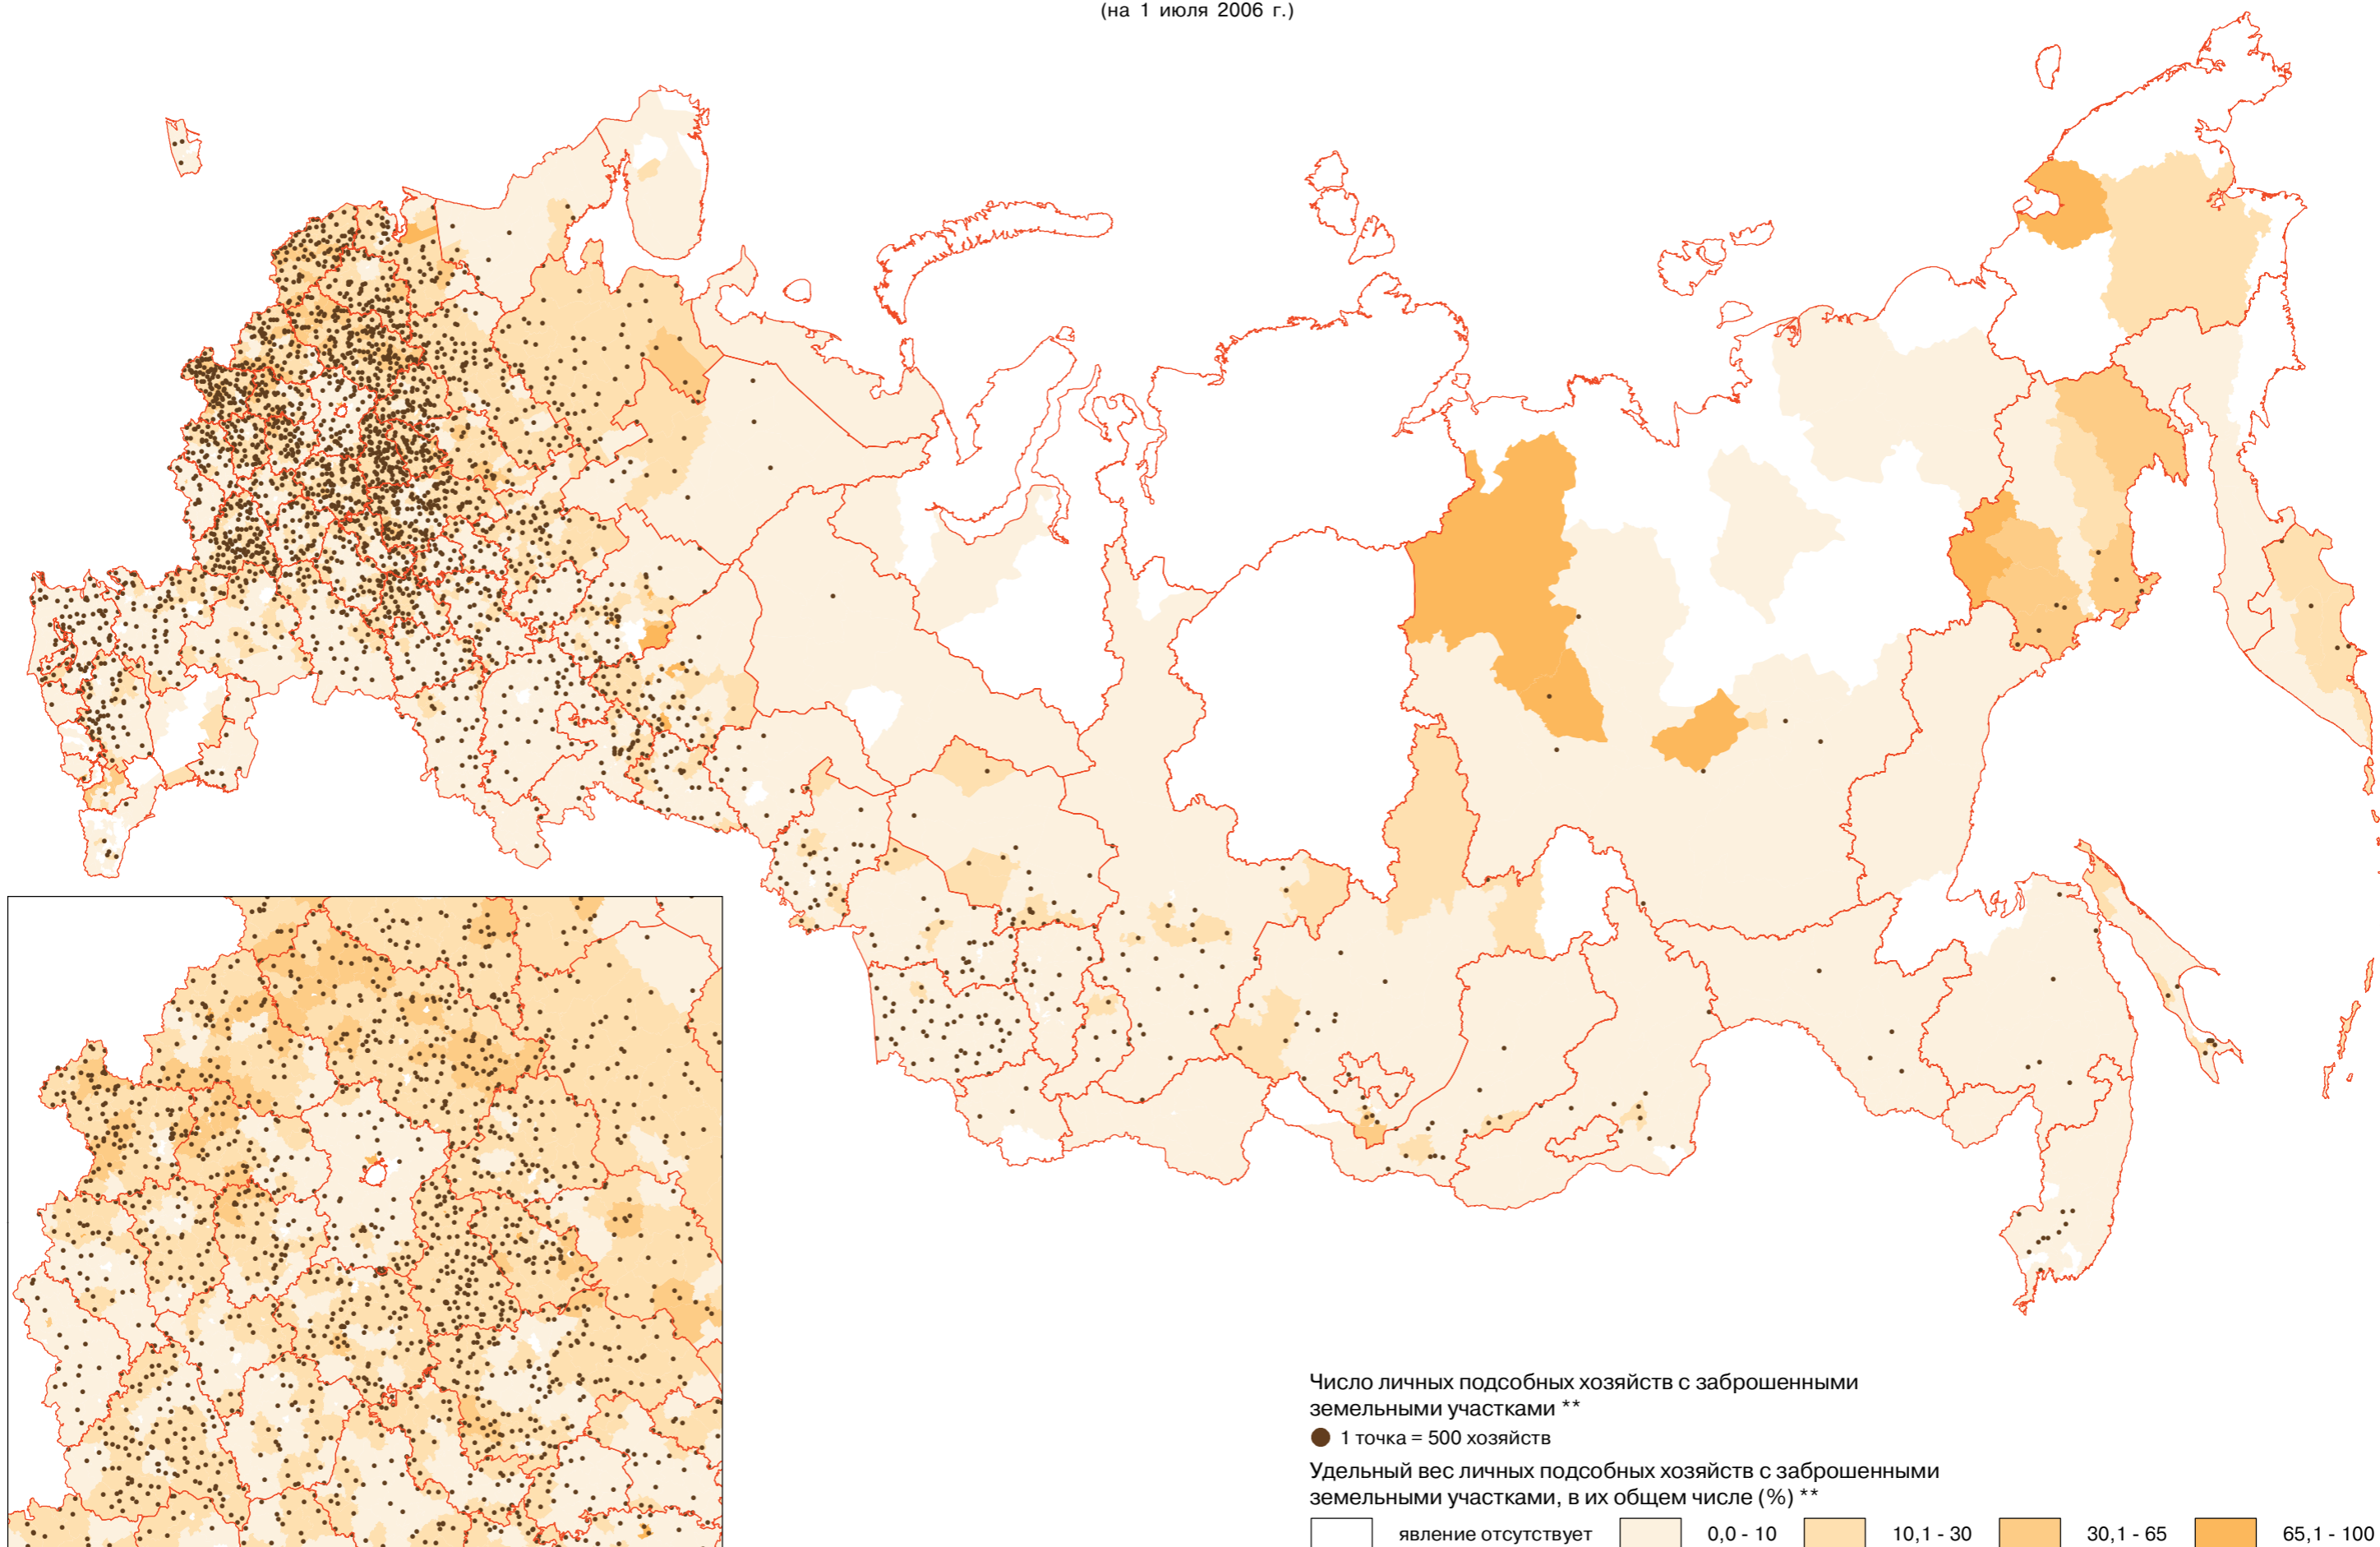 (на 1 июля 2006 г.)
Число личных подсобных хозяйств с заброшенными
земельными участками **
1 точка = 500 хозяйств
Удельный вес личных подсобных хозяйств с заброшенными
земельными участками, в их общем числе (%) **
явление отсутствует 0,0 - 10 10,1 - 30 30,1 - 65 65,1 - 100